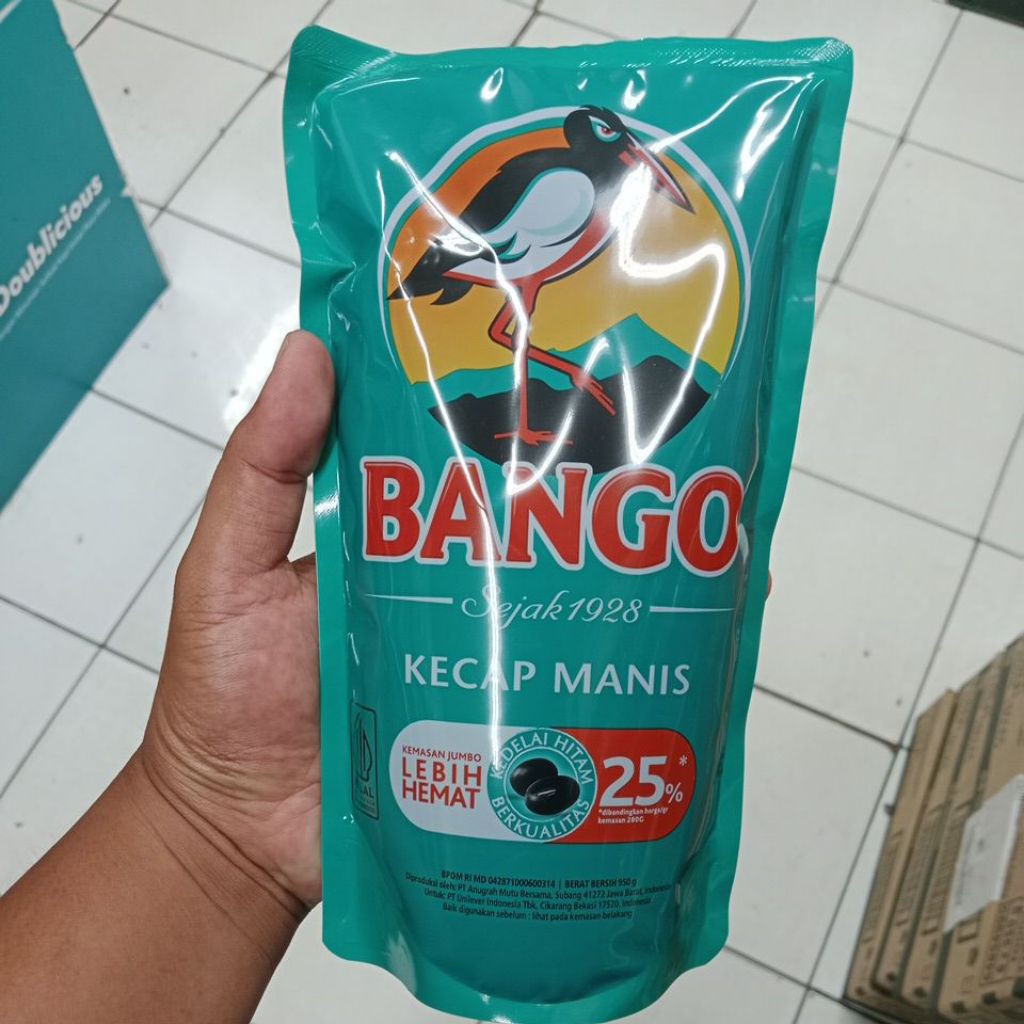 Doublicious
BANGO
Sejak 1928
KECAP MANIS
KEMASAN JUMBO
LEBIH
HEMAT
KEDELAI HITAM
BERKUALITAS
25%*
*dibandingkan harga/gr
kemasan 280G
BPOM RI MD 042871000600314 | BERAT BERSIH 950 g
Diproduksi oleh: PT Anugrah Mutu Bersama, Subang 41272 Jawa Barat, Indonesia
Untuk: PT Unilever Indonesia Tbk, Cikarang Bekasi 17520, Indonesia
Baik digunakan sebelum : lihat pada kemasan belakang